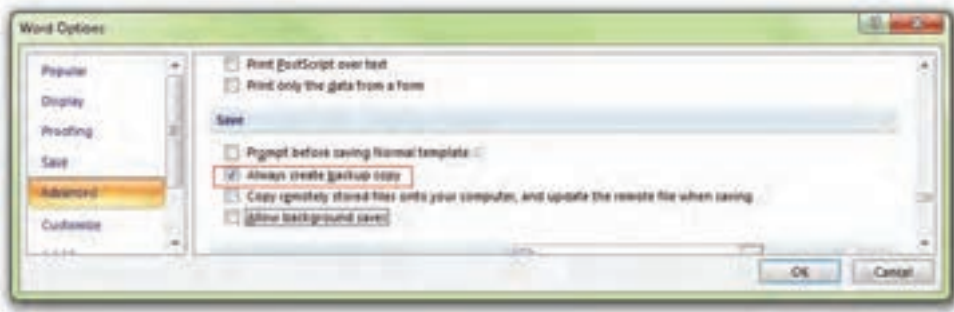 Word Options
Popular
Display
Proofing
Save
Advanced
Customize
Print PostScript over text
Print only the data from a form
Save
Prompt before saving Normal template
Always create backup copy
Copy remotely stored files onto your computer, and update the remote file when saving
Allow background saves
OK
Cancel